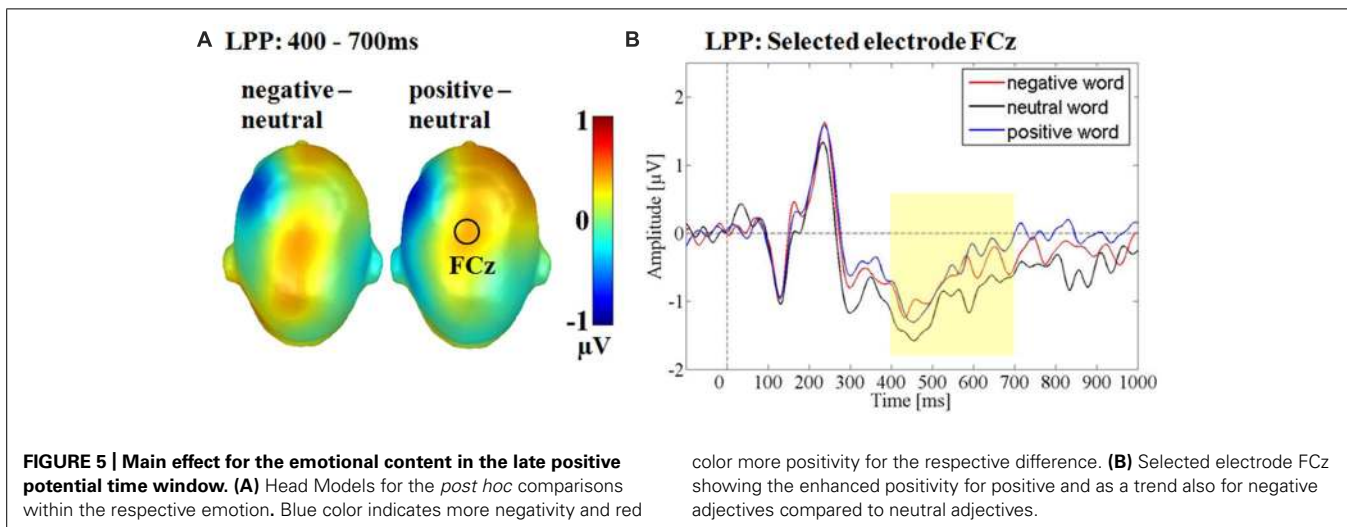 A LPP: 400 - 700ms
negative –
neutral
positive –
neutral
FCz
1
0
-1
µV
B LPP: Selected electrode FCz
negative word
neutral word
positive word
Amplitude [µV]
2
1
0
-1
-2
0 100 200 300 400 500 600 700 800 900 1000
Time [ms]
FIGURE 5 | Main effect for the emotional content in the late positive
potential time window. (A) Head Models for the post hoc comparisons
within the respective emotion. Blue color indicates more negativity and red
color more positivity for the respective difference. (B) Selected electrode FCz
showing the enhanced positivity for positive and as a trend also for negative
adjectives compared to neutral adjectives.